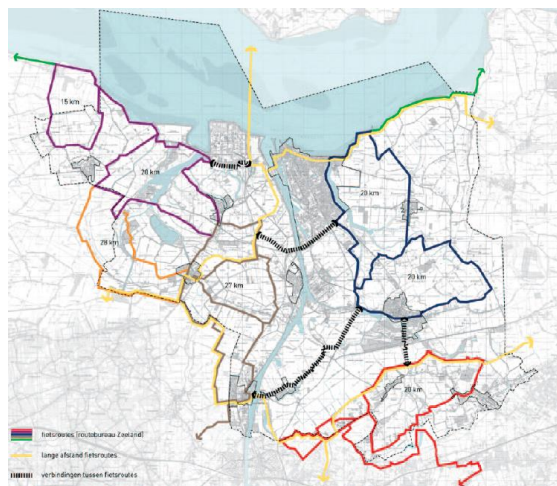 15 km
20 km
20 km
28 km
20 km
27 km
20 km
fietsroutes (routebureau Zeeland)
lange afstand fietsroutes
verbindingen tussen fietsroutes